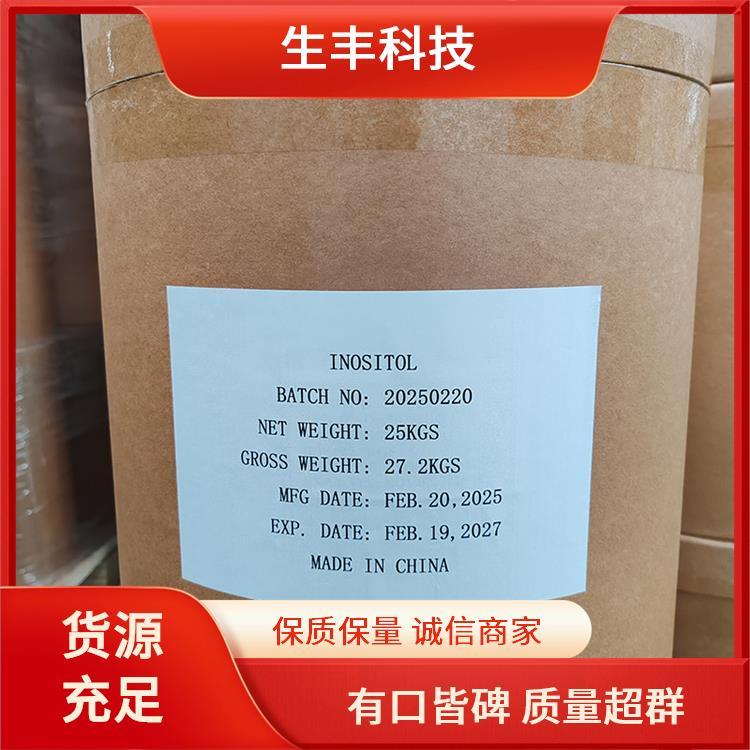 生丰科技
INOSITOL
BATCH NO: 20250220
NET WEIGHT: 25KGS
GROSS WEIGHT: 27.2KGS
MFG DATE: FEB.20,2025
EXP. DATE: FEB.19,2027
MADE IN CHINA
货源
充足
保质保量 诚信商家
有口皆碑 质量超群